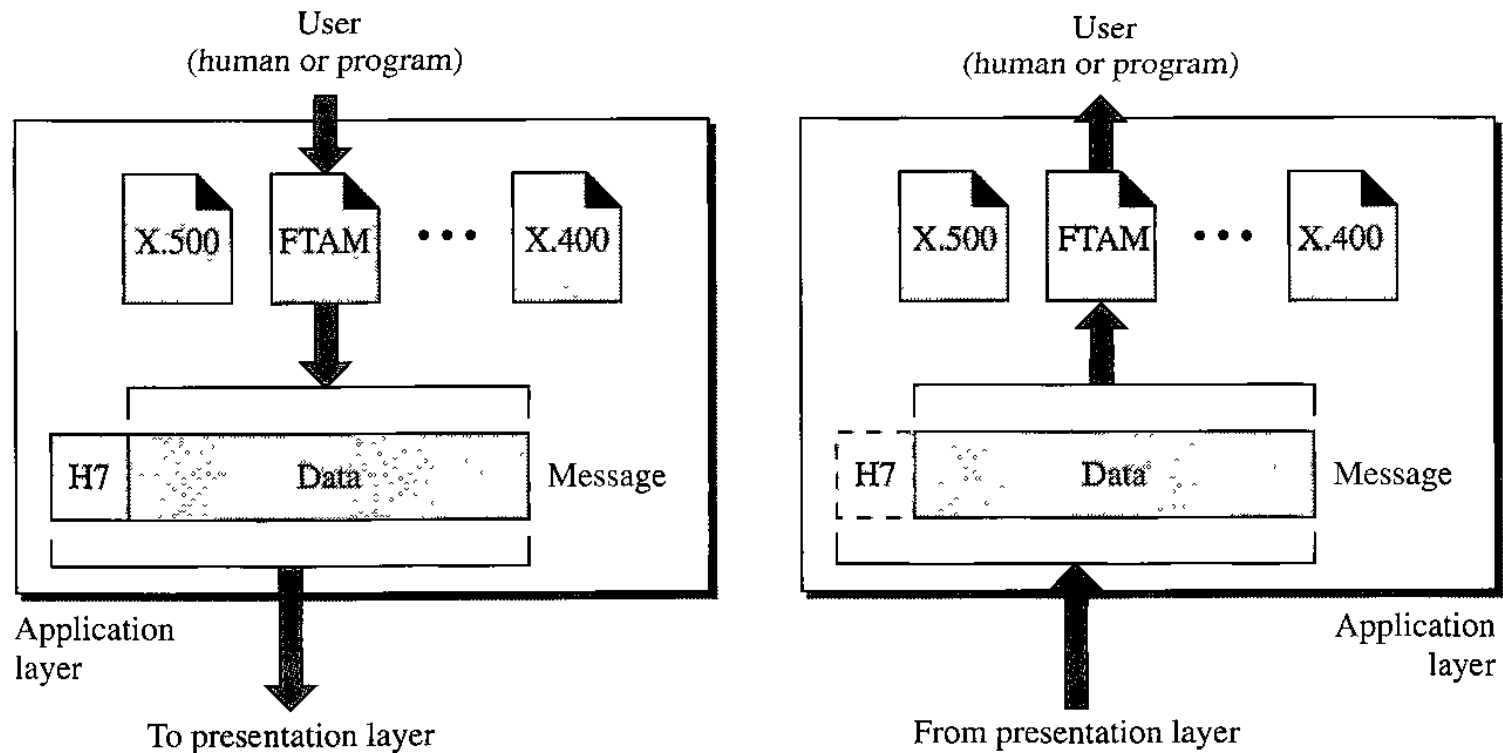 User
(human or program)
X.500
FTAM
• • •
X.400
H7
Data
Message
Application
layer
To presentation layer
User
(human or program)
X.500
FTAM
• • •
X.400
H7
Data
Message
Application
layer
From presentation layer